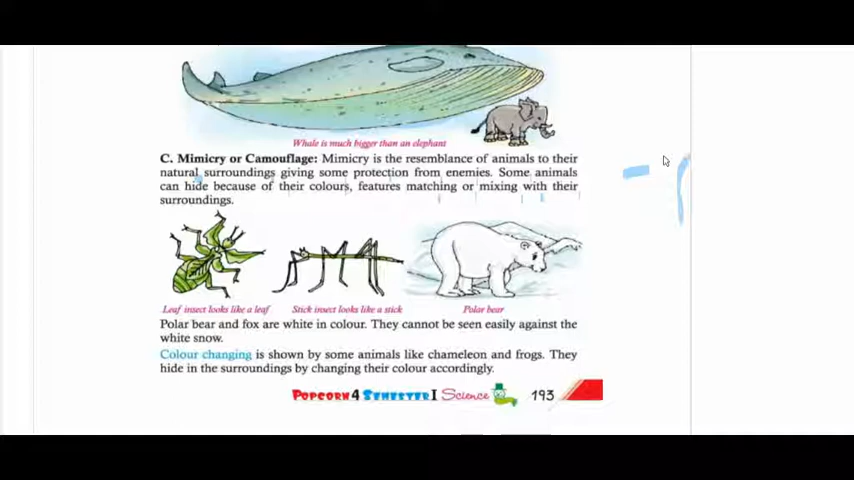 Whale is much bigger than an elephant
C. Mimicry or Camouflage: Mimicry is the resemblance of animals to their
natural surroundings giving some protection from enemies. Some animals
can hide because of their colours, features matching or mixing with their
surroundings.
Leaf insect looks like a leaf Stick insect looks like a stick Polar bear
Polar bear and fox are white in colour. They cannot be seen easily against the
white snow.
Colour changing is shown by some animals like chameleon and frogs. They
hide in the surroundings by changing their colour accordingly.
POPCORN 4 SEMESTER I Science 193